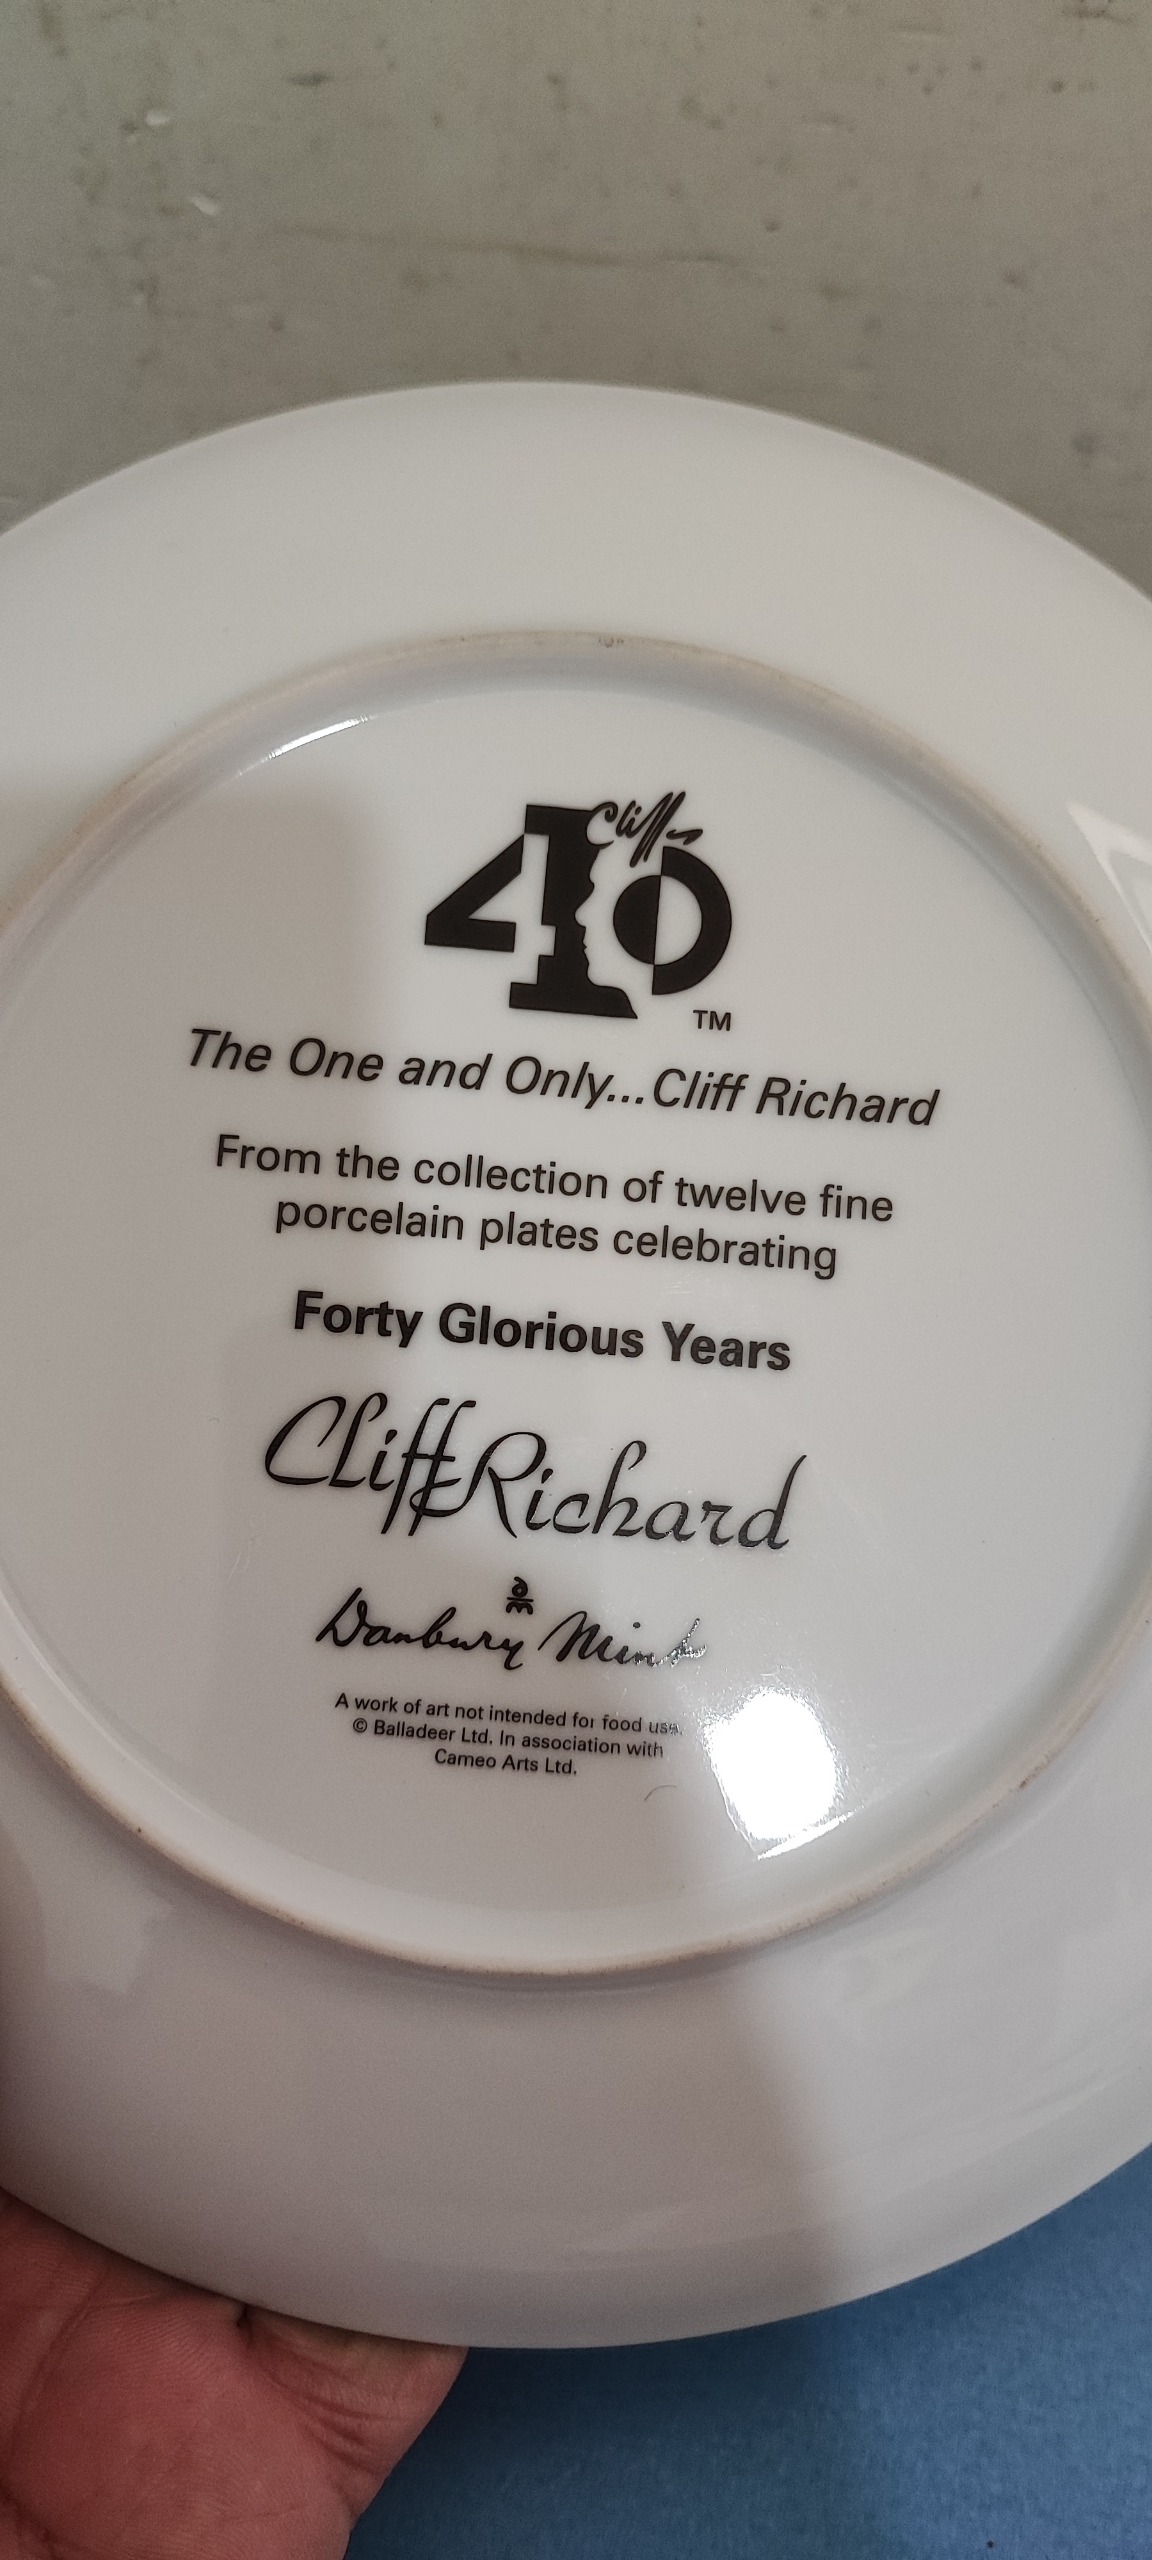 Cliff
40
TM
The One and Only...Cliff Richard
From the collection of twelve fine
porcelain plates celebrating
Forty Glorious Years
Cliff Richard
Danbury Mint
A work of art not intended for food use.
© Balladeer Ltd. In association with
Cameo Arts Ltd.